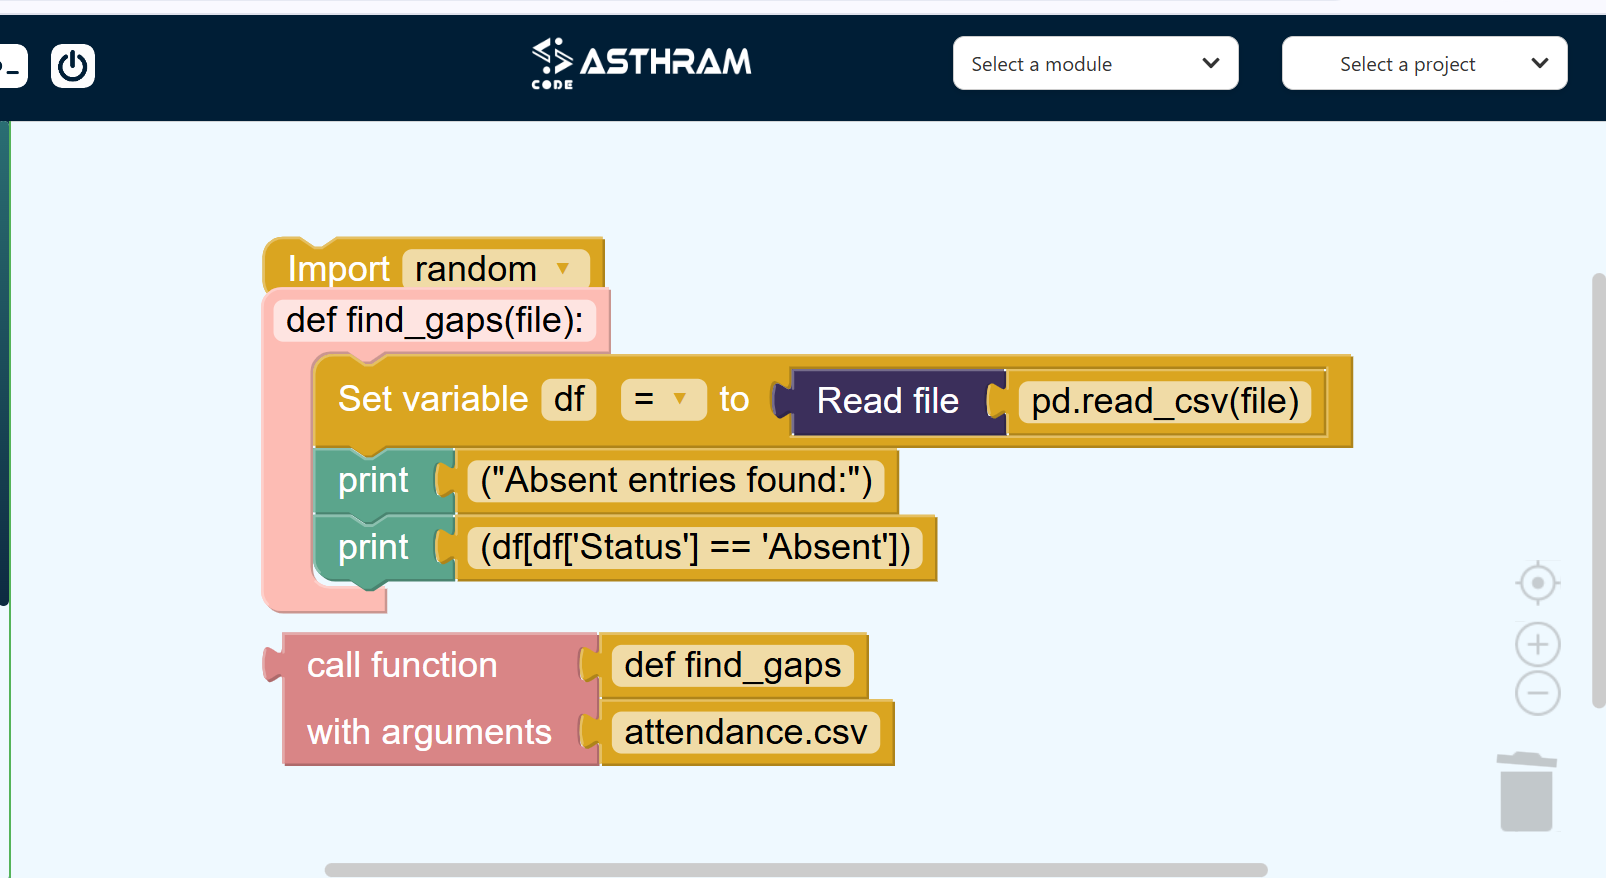 ASTHRAM
CODE
Select a module
Select a project
Import random
def find_gaps(file):
Set variable df = to Read file pd.read_csv(file)
print ("Absent entries found:")
print (df[df['Status'] == 'Absent'])
call function def find_gaps
with arguments attendance.csv